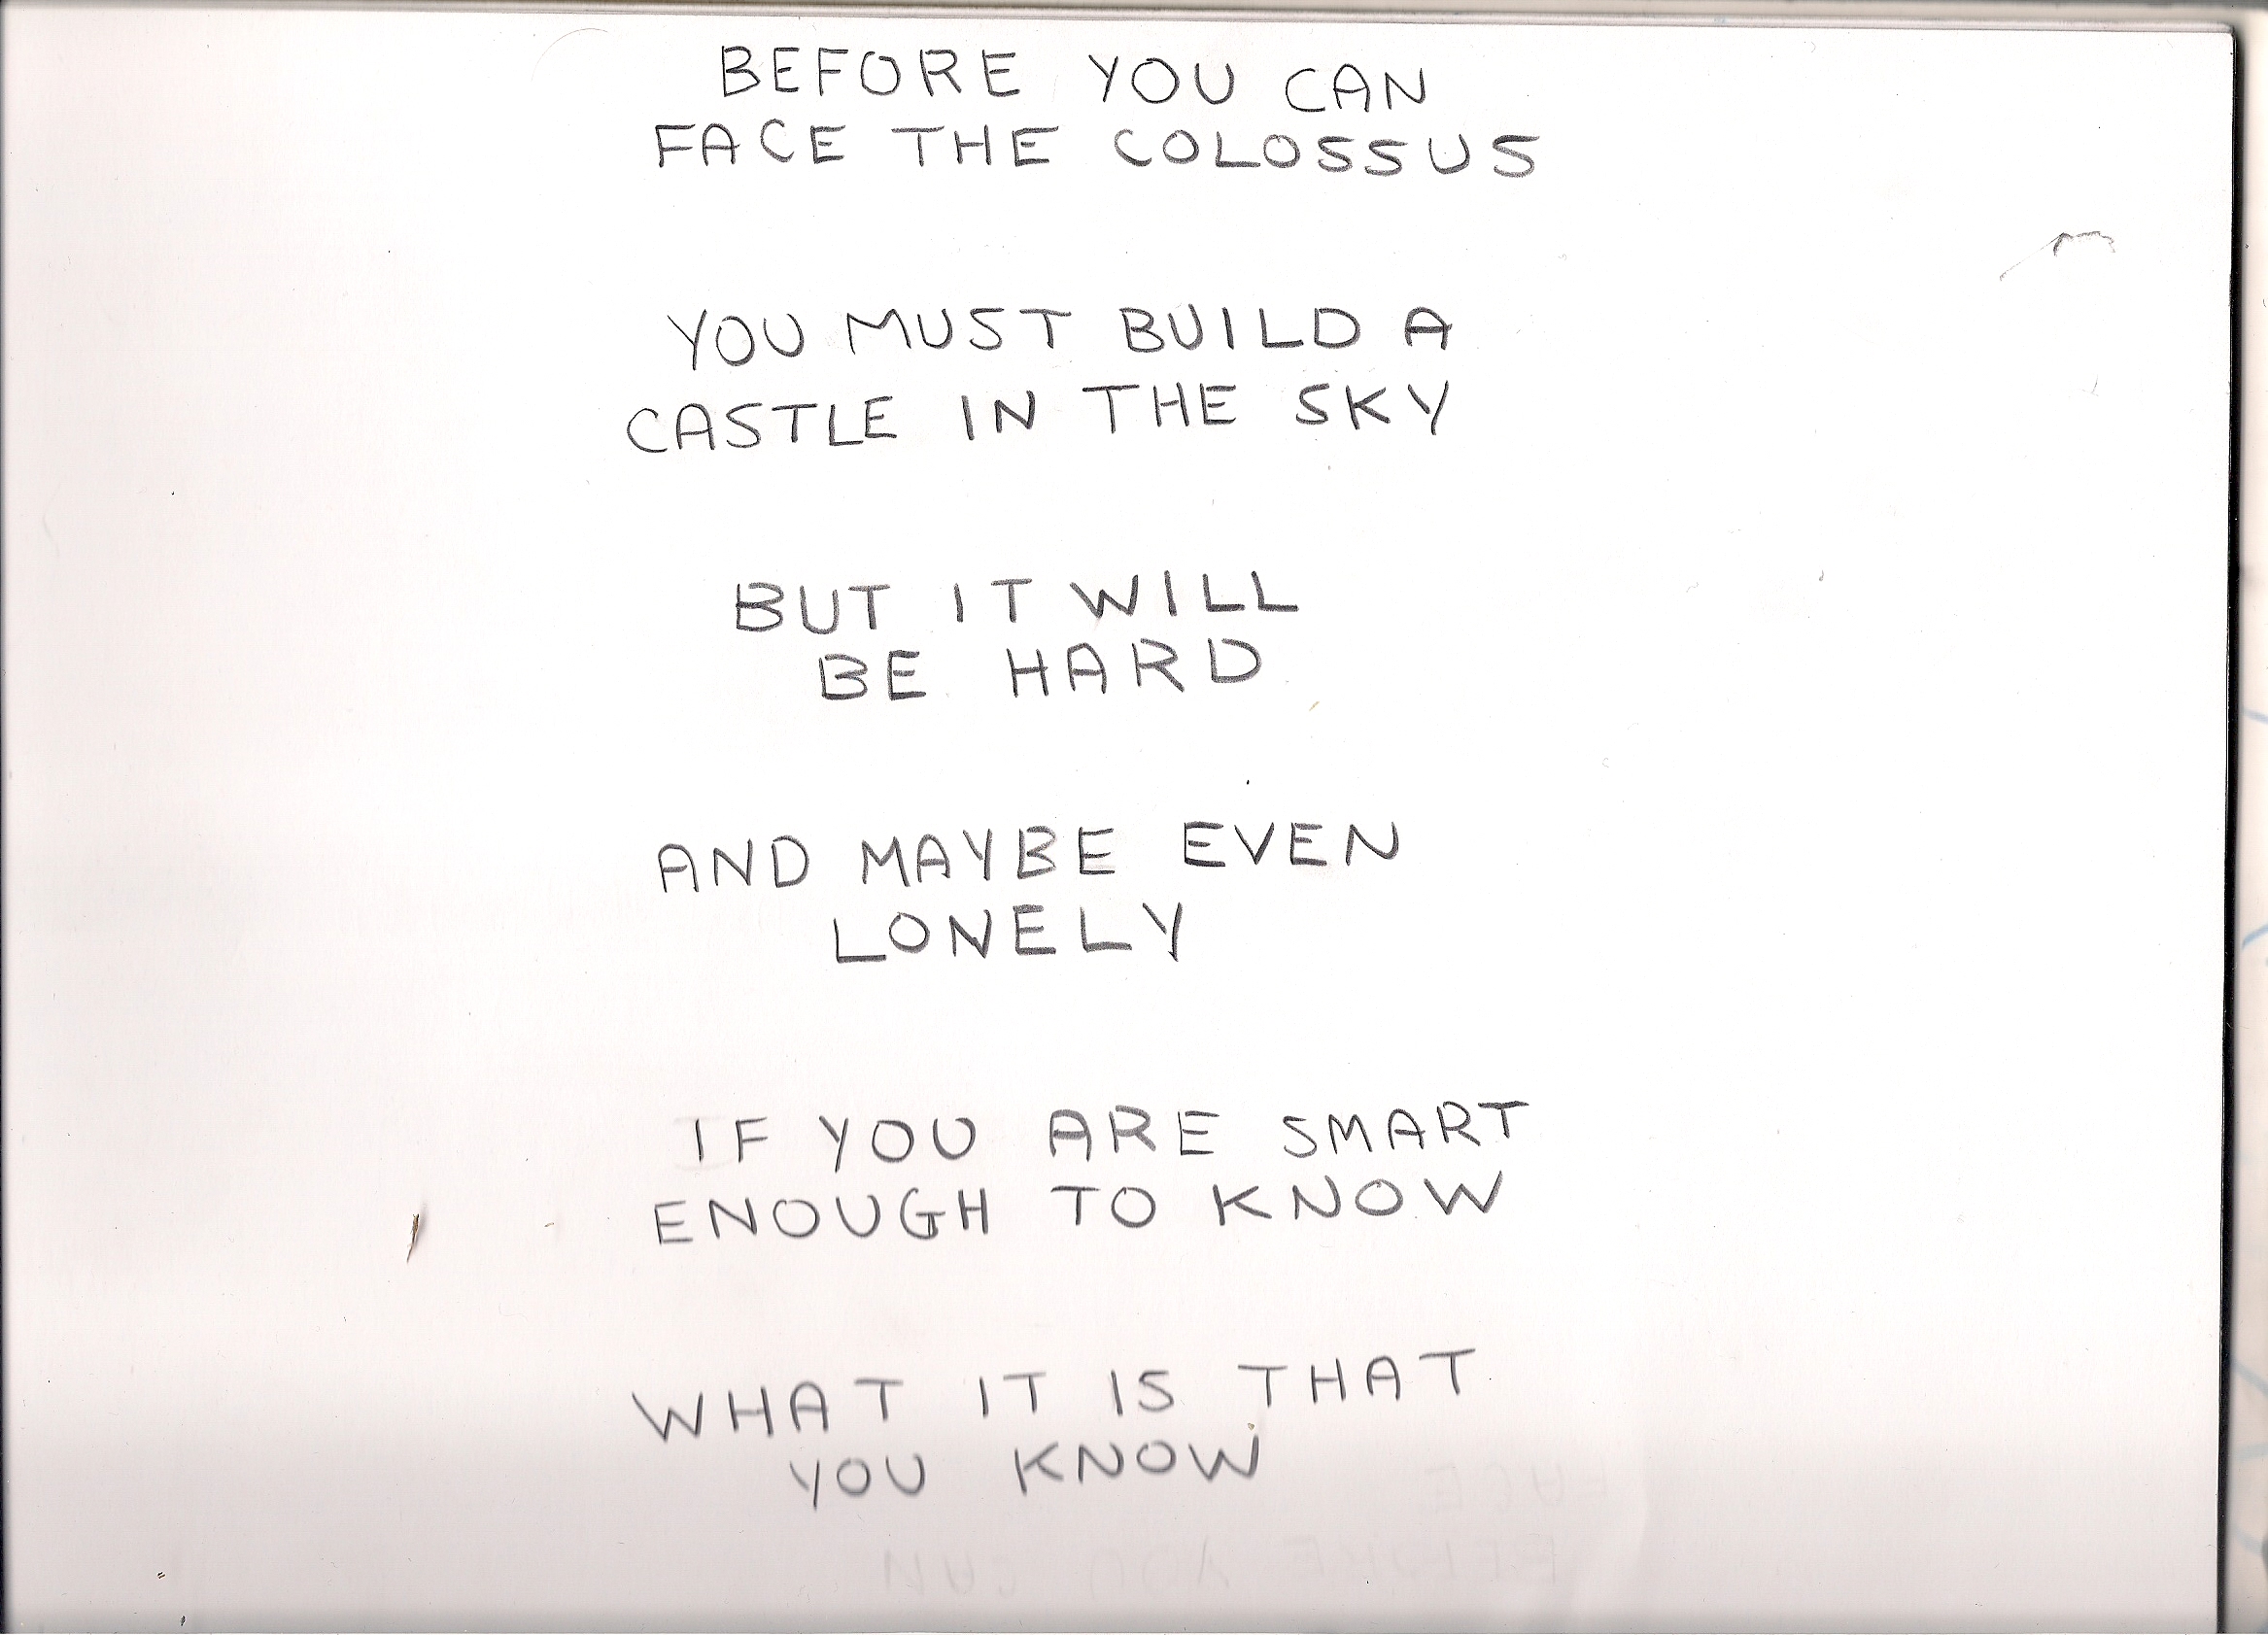 BEFORE YOU CAN
FACE THE COLOSSUS
YOU MUST BUILD A
CASTLE IN THE SKY
BUT IT WILL
BE HARD
AND MAYBE EVEN
LONELY
IF YOU ARE SMART
ENOUGH TO KNOW
WHAT IT IS THAT
YOU KNOW